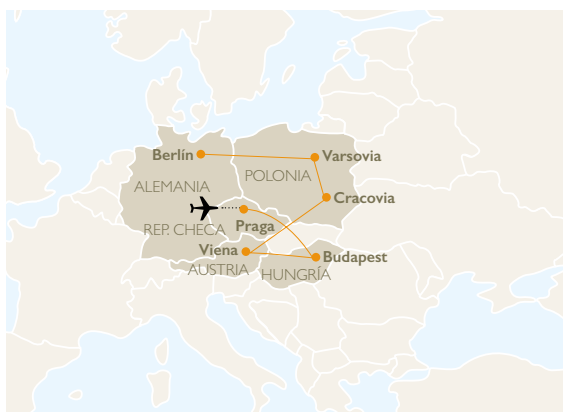 Berlín
Varsovia
POLONIA
ALEMANIA
Cracovia
REP. CHECA
Praga
Viena
Budapest
AUSTRIA
HUNGRÍA